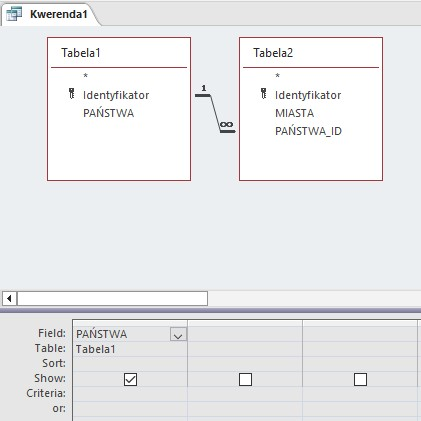 Kwerenda1
Tabela1
*
Identyfikator
PAŃSTWA
1
∞
Tabela2
*
Identyfikator
MIASTA
PAŃSTWA_ID
Field: PAŃSTWA
Table: Tabela1
Sort:
Show:
Criteria:
or: